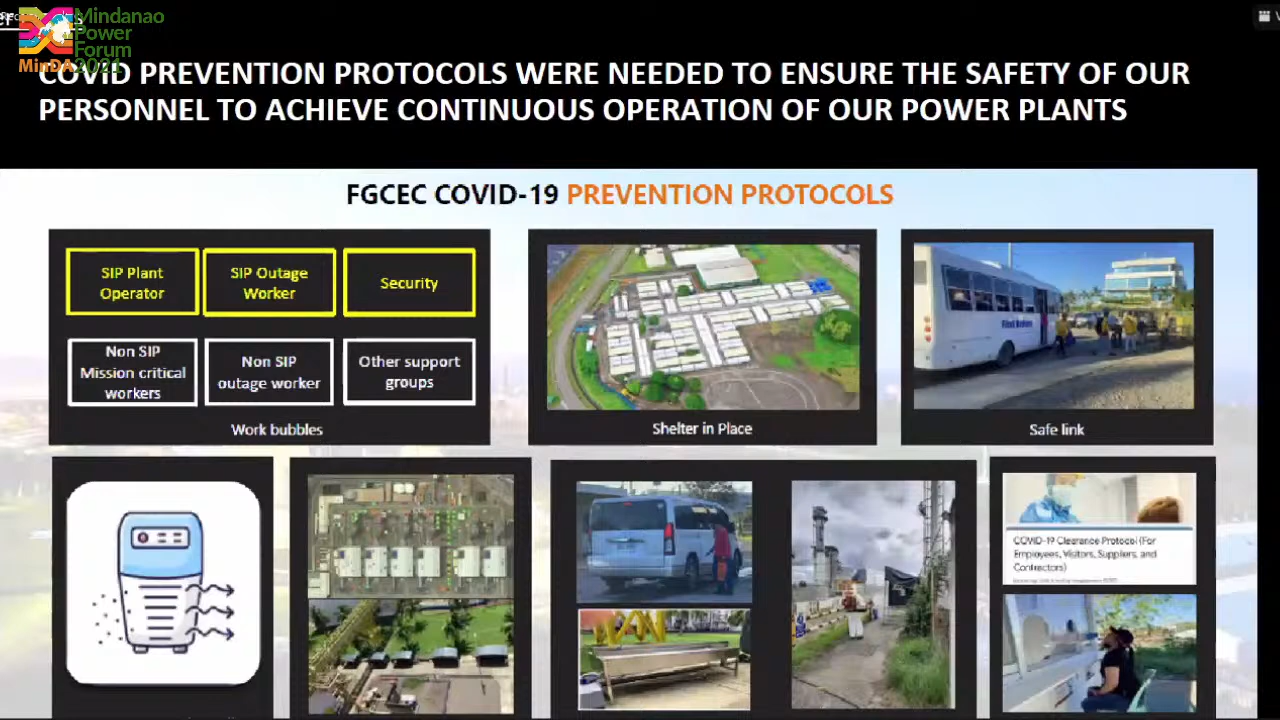 Mindanao
Power
Forum
2021
MinDA
COVID PREVENTION PROTOCOLS WERE NEEDED TO ENSURE THE SAFETY OF OUR
PERSONNEL TO ACHIEVE CONTINUOUS OPERATION OF OUR POWER PLANTS
FGCEC COVID-19 PREVENTION PROTOCOLS
SIP Plant
Operator
SIP Outage
Worker
Security
Non SIP
Mission critical
workers
Non SIP
outage worker
Other support
groups
Work bubbles
Shelter in Place
Safe link
COVID-19 Clearance Protocol (For
Employees, Visitors, Suppliers, and
Contractors)